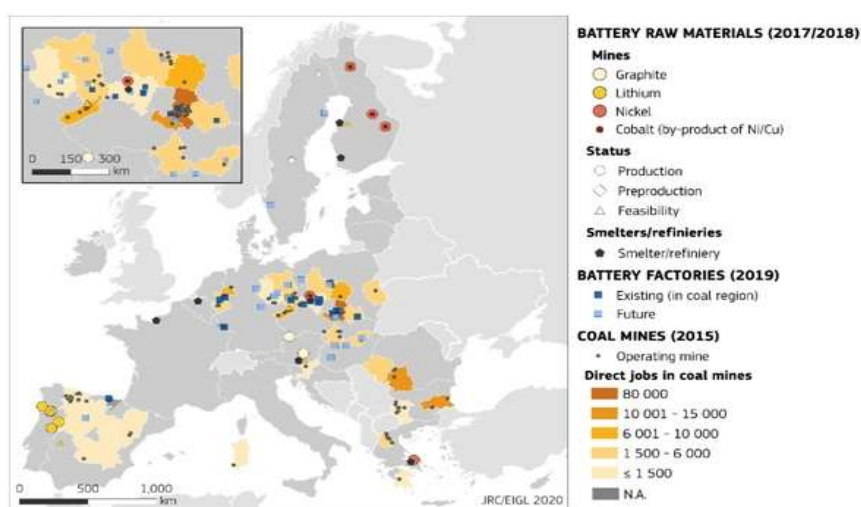 BATTERY RAW MATERIALS (2017/2018)
Mines
Graphite
Lithium
Nickel
Cobalt (by-product of Ni/Cu)
Status
Production
Preproduction
Feasibility
Smelters/refinieries
Smelter/refiniery
BATTERY FACTORIES (2019)
Existing (in coal region)
Future
COAL MINES (2015)
Operating mine
Direct jobs in coal mines
80 000
10 001 - 15 000
6 001 - 10 000
1 500 - 6 000
≤ 1 500
N.A.
0 150 300
km
0 500 1,000
km
JRC/EIGL 2020